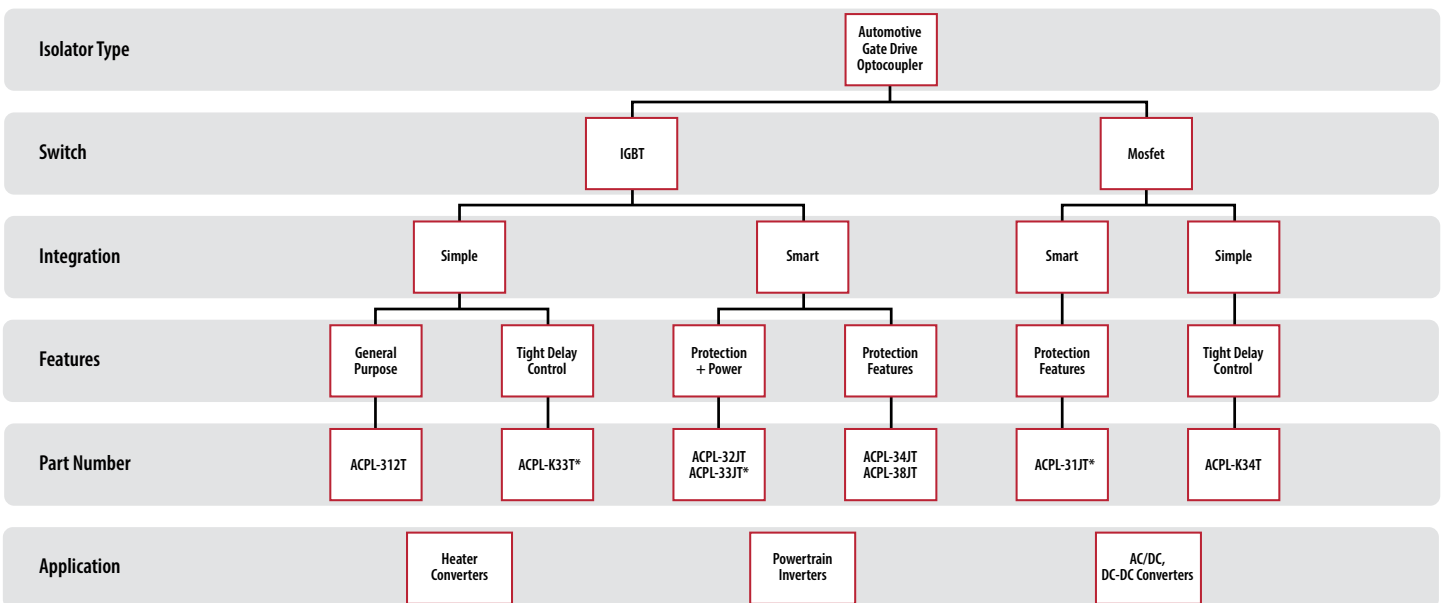 Isolator Type
Automotive
Gate Drive
Optocoupler
Switch
IGBT
Mosfet
Integration
Simple
Smart
Smart
Simple
Features
General
Purpose
Tight Delay
Control
Protection
+ Power
Protection
Features
Protection
Features
Tight Delay
Control
Part Number
ACPL-312T
ACPL-K33T*
ACPL-32JT
ACPL-33JT*
ACPL-34JT
ACPL-38JT
ACPL-31JT*
ACPL-K34T
Application
Heater
Converters
Powertrain
Inverters
AC/DC,
DC-DC Converters